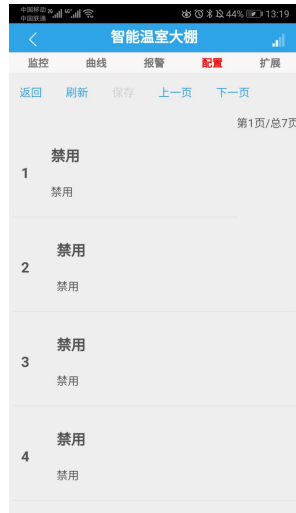 中国移动 26 46 44% 13:19
中国联通
智能温室大棚
监控 曲线 报警 配置 扩展
返回 刷新 保存 上一页 下一页
第1页/总7页
禁用
1
禁用
禁用
2
禁用
禁用
3
禁用
禁用
4
禁用